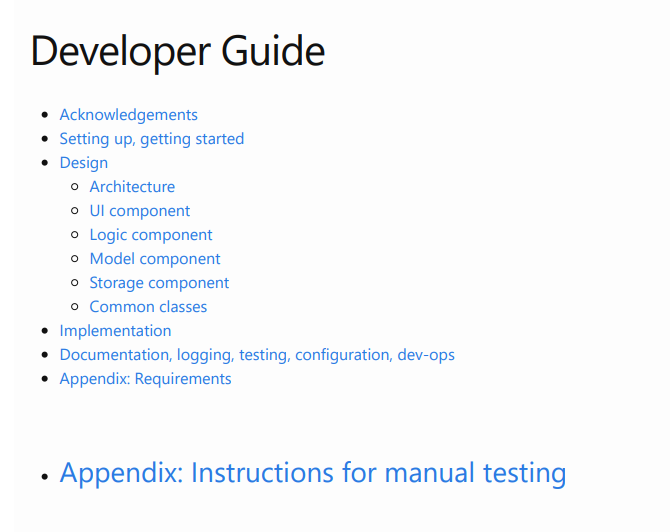 Developer Guide
Acknowledgements
Setting up, getting started
Design
Architecture
UI component
Logic component
Model component
Storage component
Common classes
Implementation
Documentation, logging, testing, configuration, dev-ops
Appendix: Requirements
Appendix: Instructions for manual testing